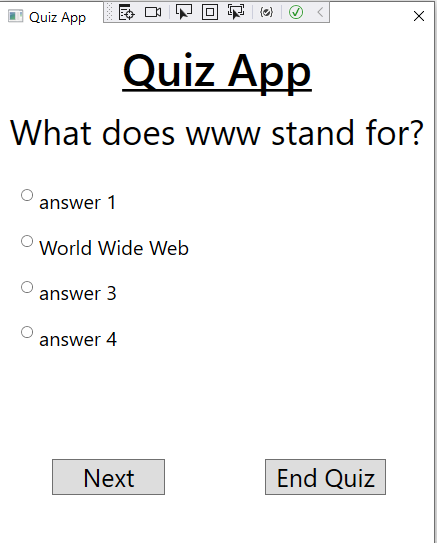 Quiz App
Quiz App
What does www stand for?
answer 1
World Wide Web
answer 3
answer 4
Next
End Quiz